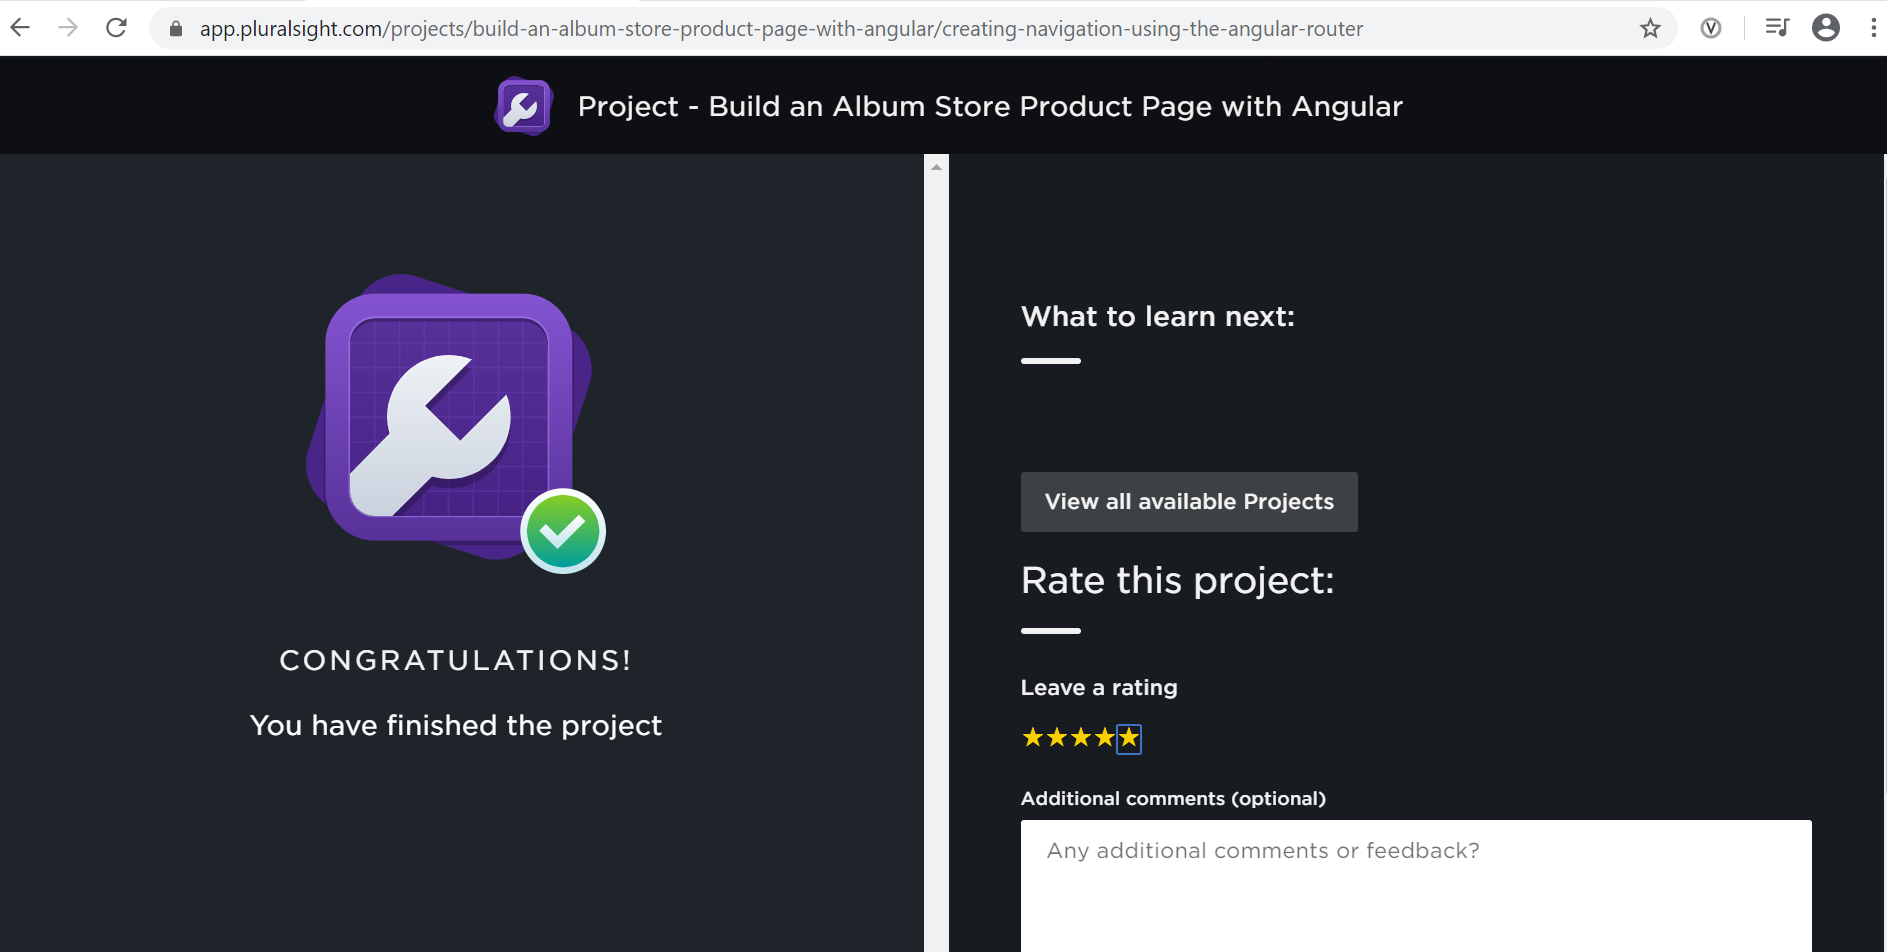 app.pluralsight.com/projects/build-an-album-store-product-page-with-angular/creating-navigation-using-the-angular-router
Project - Build an Album Store Product Page with Angular
CONGRATULATIONS!
You have finished the project
What to learn next:
View all available Projects
Rate this project:
Leave a rating
Additional comments (optional)
Any additional comments or feedback?